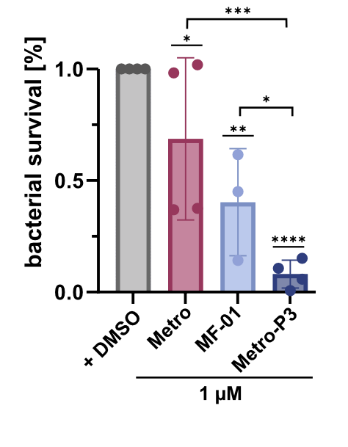 ***
*
*
**
****
bacterial survival [%]
1.0
0.5
0.0
+ DMSO
Metro
MF-01
Metro-P3
1 µM